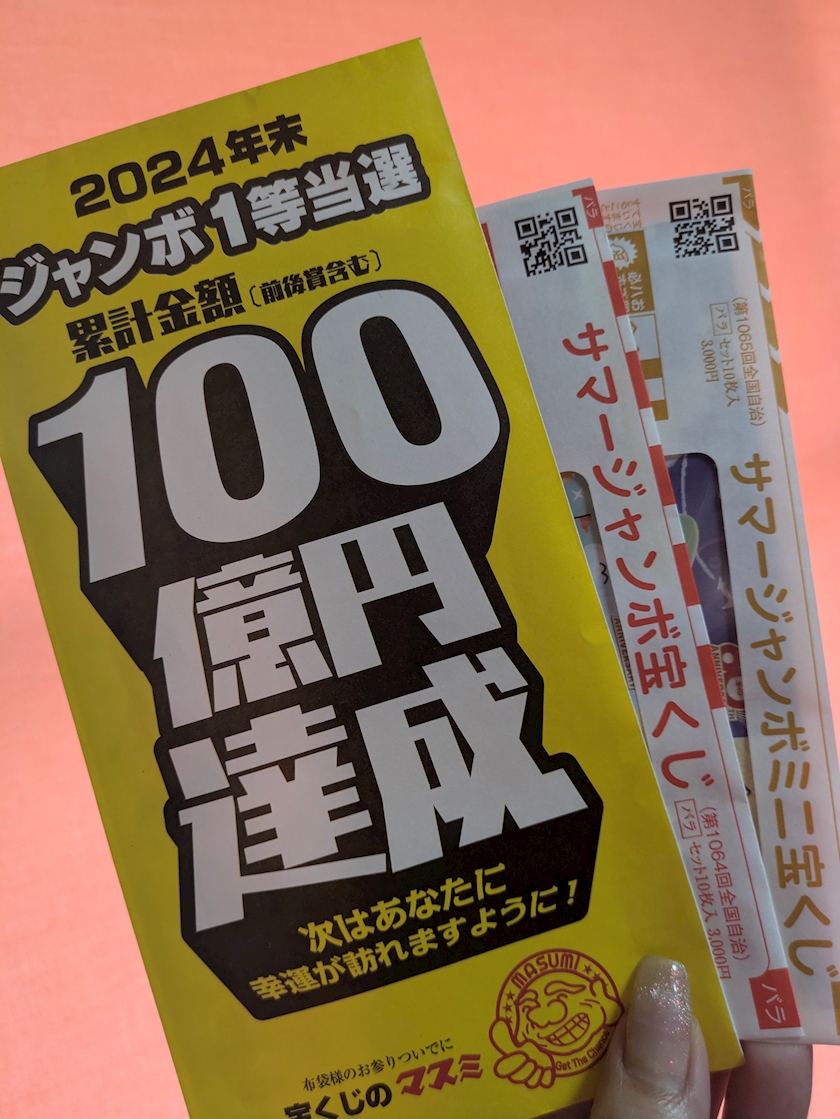 2024年末
ジャンボ1等当選
累計金額〔前後賞含む〕
100
億円
達成
次はあなたに
幸運が訪れますように!
MASUMI
Get The Chance
布袋様のお参りついでに
宝くじのマスミ
バラ
サマージャンボ宝くじ
(第1064回全国自治)
バラ セット10枚入 3,000円
バラ
ANNIVERSARY
(第1065回全国自治)
バラ セット10枚入
3,000円
サマージャンボミニ宝くじ
バラ